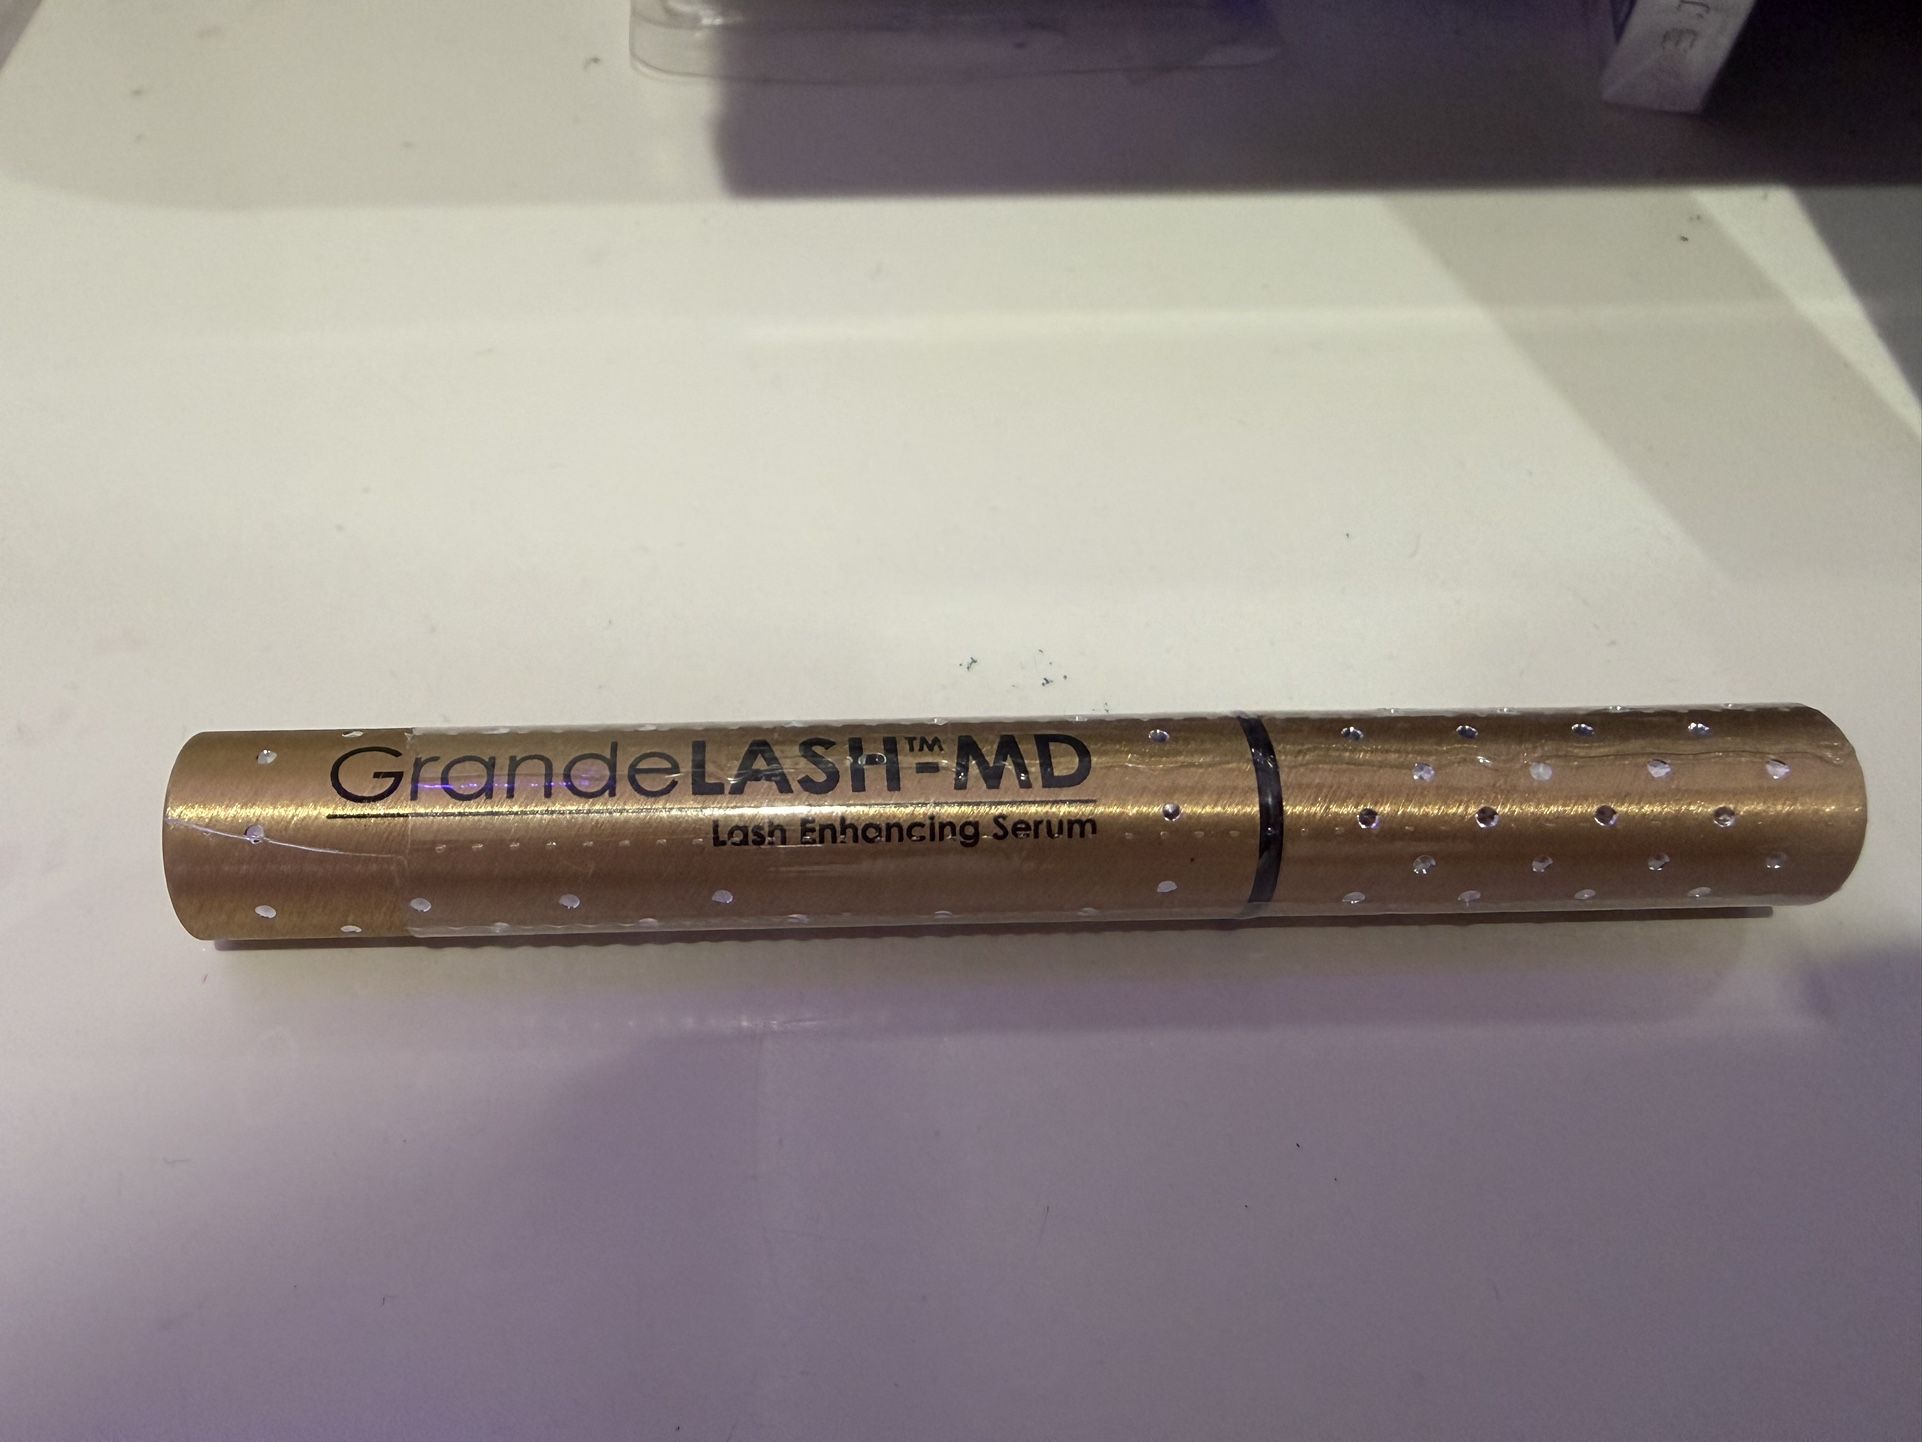 GrandeLASH™-MD
Lash Enhancing Serum